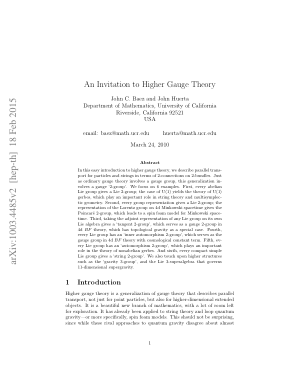 An Invitation to Higher Gauge Theory
John C. Baez and John Huerta
Department of Mathematics, University of California
Riverside, California 92521
USA
email: baez@math.ucr.edu huerta@math.ucr.edu
March 24, 2010
Abstract
In this easy introduction to higher gauge theory, we describe parallel trans-
port for particles and strings in terms of 2-connections on 2-bundles. Just
as ordinary gauge theory involves a gauge group, this generalization in-
volves a gauge '2-group'. We focus on 6 examples. First, every abelian
Lie group gives a Lie 2-group; the case of U(1) yields the theory of U(1)
gerbes, which play an important role in string theory and multisymplec-
tic geometry. Second, every group representation gives a Lie 2-group; the
representation of the Lorentz group on 4d Minkowski spacetime gives the
Poincaré 2-group, which leads to a spin foam model for Minkowski space-
time. Third, taking the adjoint representation of any Lie group on its own
Lie algebra gives a 'tangent 2-group', which serves as a gauge 2-group in
4d BF theory, which has topological gravity as a special case. Fourth,
every Lie group has an 'inner automorphism 2-group', which serves as the
gauge group in 4d BF theory with cosmological constant term. Fifth, ev-
ery Lie group has an 'automorphism 2-group', which plays an important
role in the theory of nonabelian gerbes. And sixth, every compact simple
Lie group gives a 'string 2-group'. We also touch upon higher structures
such as the 'gravity 3-group', and the Lie 3-superalgebra that governs
11-dimensional supergravity.
1 Introduction
Higher gauge theory is a generalization of gauge theory that describes parallel
transport, not just for point particles, but also for higher-dimensional extended
objects. It is a beautiful new branch of mathematics, with a lot of room left
for exploration. It has already been applied to string theory and loop quantum
gravity—or more specifically, spin foam models. This should not be surprising,
since while these rival approaches to quantum gravity disagree about almost
1
arXiv:1003.4485v2 [hep-th] 18 Feb 2015